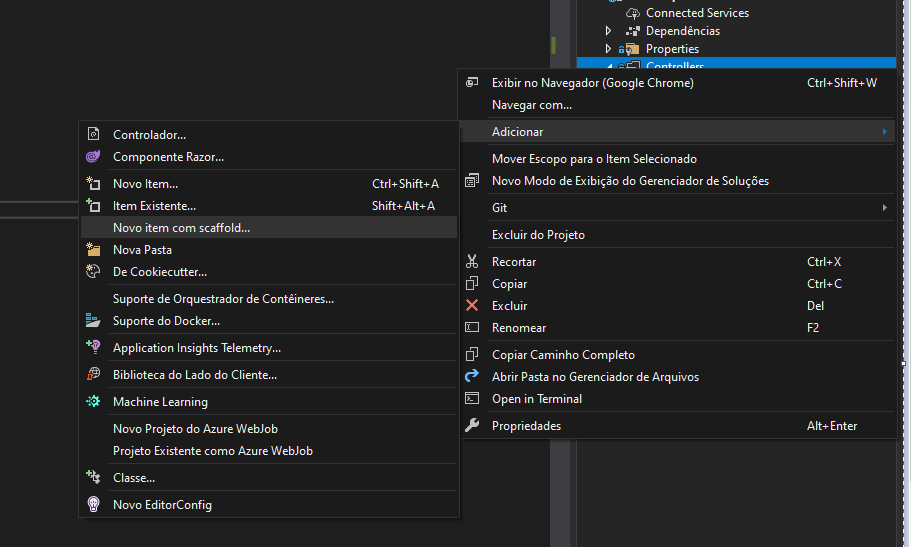 Connected Services
Dependências
Properties
Controllers
Exibir no Navegador (Google Chrome) Ctrl+Shift+W
Navegar com...
Adicionar
Mover Escopo para o Item Selecionado
Novo Modo de Exibição do Gerenciador de Soluções
Git
Excluir do Projeto
Recortar Ctrl+X
Copiar Ctrl+C
Excluir Del
Renomear F2
Copiar Caminho Completo
Abrir Pasta no Gerenciador de Arquivos
Open in Terminal
Propriedades Alt+Enter
Controlador...
Componente Razor...
Novo Item... Ctrl+Shift+A
Item Existente... Shift+Alt+A
Novo item com scaffold...
Nova Pasta
De Cookiecutter...
Suporte de Orquestrador de Contêineres...
Suporte do Docker...
Application Insights Telemetry...
Biblioteca do Lado do Cliente...
Machine Learning
Novo Projeto do Azure WebJob
Projeto Existente como Azure WebJob
Classe...
Novo EditorConfig